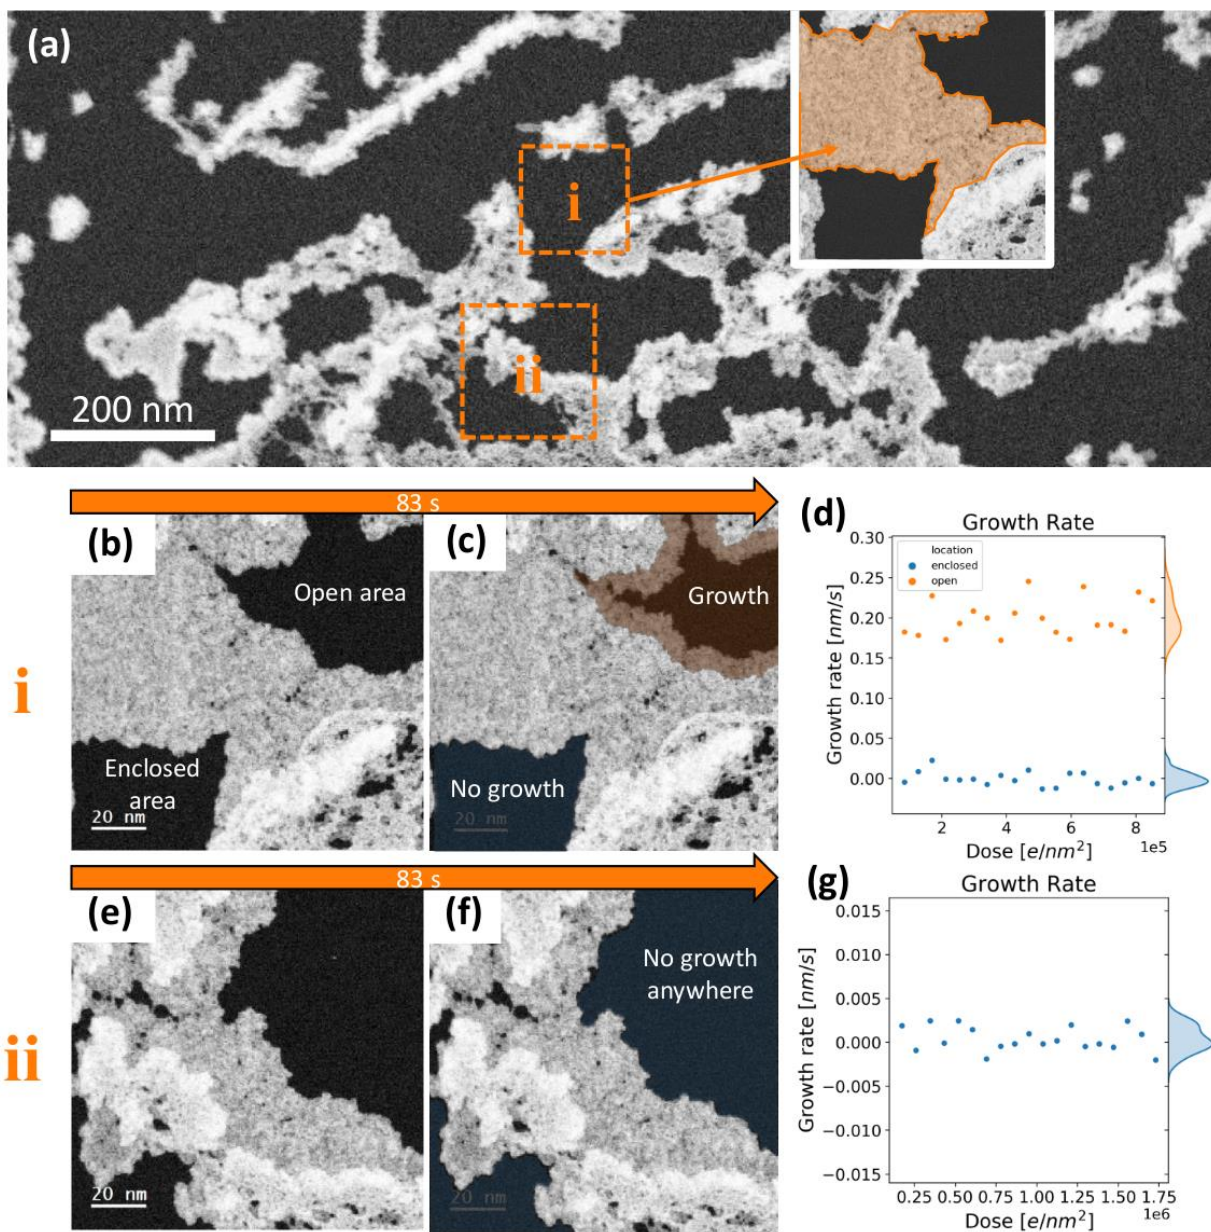 (a)
i
ii
200 nm
83 s
(b)
(c)
Open area
Growth
Enclosed
area
No growth
20 nm
20 nm
i
(d)
Growth Rate
Growth rate [nm/s]
0.30
0.25
0.20
0.15
0.10
0.05
0.00
location
enclosed
open
2
4
6
8
1e5
Dose [e/nm²]
83 s
(e)
(f)
No growth
anywhere
20 nm
20 nm
ii
(g)
Growth Rate
Growth rate [nm/s]
0.015
0.010
0.005
0.000
−0.005
−0.010
−0.015
0.25 0.50 0.75 1.00 1.25 1.50 1.75
1e6
Dose [e/nm²]